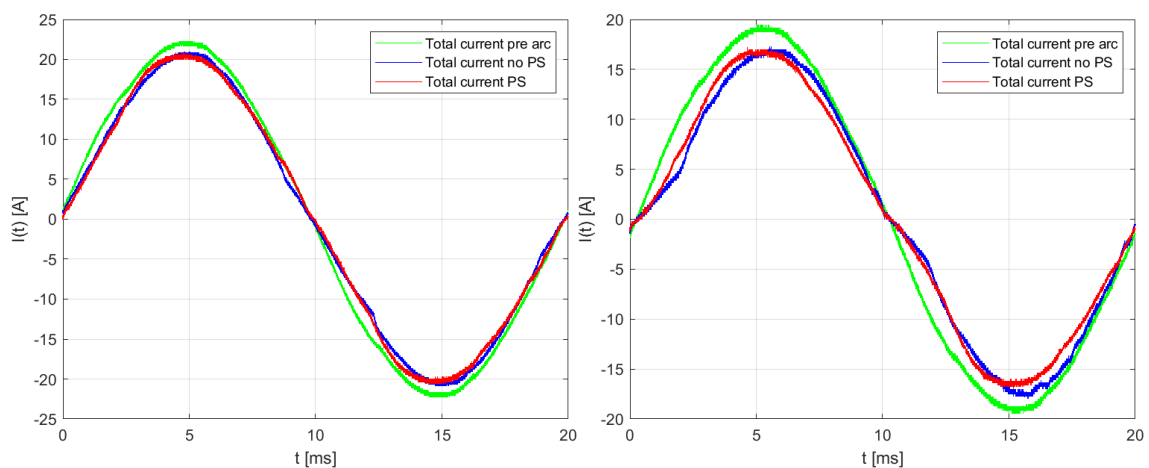 25
20
15
10
5
0
-5
-10
-15
-20
-25
I(t) [A]
Total current pre arc
Total current no PS
Total current PS
0 5 10 15 20
t [ms]
20
15
10
5
0
-5
-10
-15
-20
I(t) [A]
Total current pre arc
Total current no PS
Total current PS
0 5 10 15 20
t [ms]